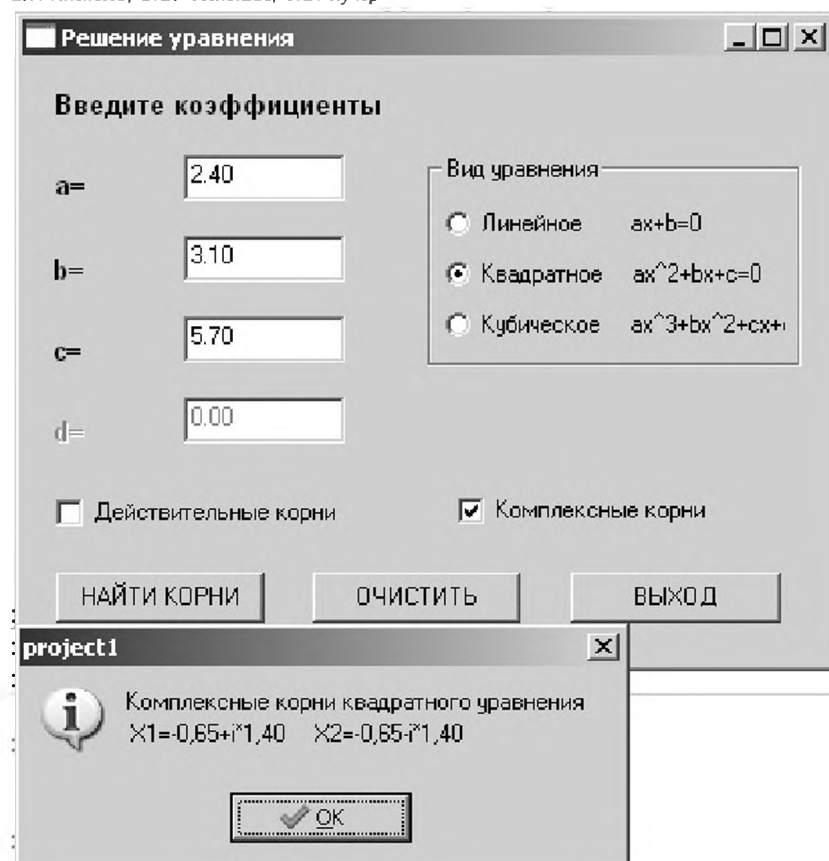 Решение уравнения
Введите коэффициенты
a= 2.40
b= 3.10
c= 5.70
d= 0.00
Вид уравнения
Линейное ax+b=0
Квадратное ax^2+bx+c=0
Кубическое ax^3+bx^2+cx+
Действительные корни
Комплексные корни
НАЙТИ КОРНИ ОЧИСТИТЬ ВЫХОД
project1
Комплексные корни квадратного уравнения
X1=-0,65+i*1,40 X2=-0,65-i*1,40
OK